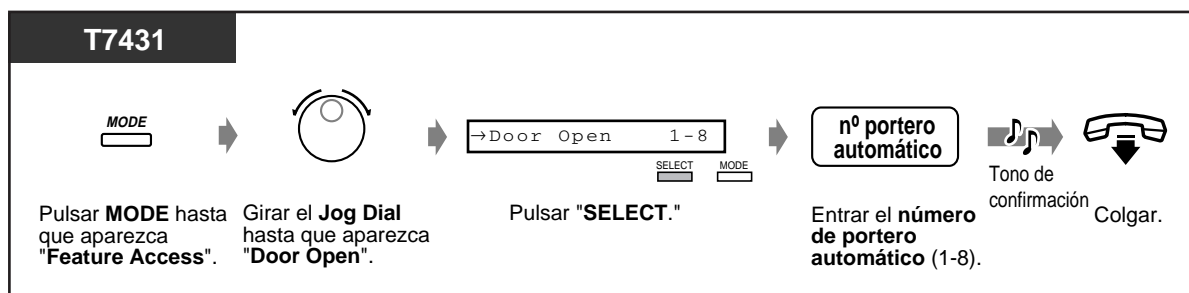 T7431
MODE
→Door Open 1-8
SELECT MODE
nº portero
automático
Pulsar MODE hasta
que aparezca
"Feature Access".
Girar el Jog Dial
hasta que aparezca
"Door Open".
Pulsar "SELECT."
Entrar el número
de portero
automático (1-8).
Tono de
confirmación
Colgar.